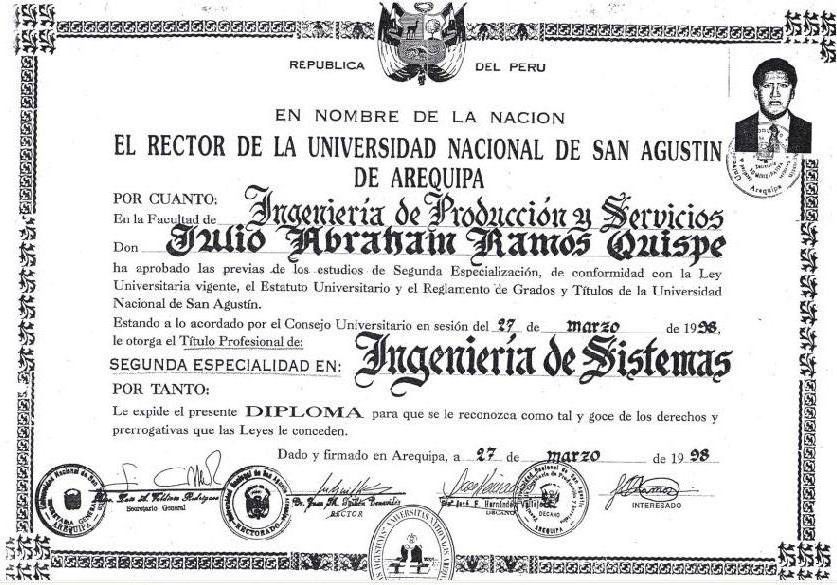 REPUBLICA DEL PERU
EN NOMBRE DE LA NACION
EL RECTOR DE LA UNIVERSIDAD NACIONAL DE SAN AGUSTIN
DE AREQUIPA
POR CUANTO:
En la Facultad de Ingeniería de Producción y Servicios
Don Julio Abraham Ramos Quispe
ha aprobado las previas de los estudios de Segunda Especialización, de conformidad con la Ley
Universitaria vigente, el Estatuto Universitario y el Reglamento de Grados y Títulos de la Universidad
Nacional de San Agustín.
Estando a lo acordado por el Consejo Universitario en sesión del 27 de marzo de 1998,
le otorga el Título Profesional de:
SEGUNDA ESPECIALIDAD EN: Ingeniería de Sistemas
POR TANTO:
Le expide el presente DIPLOMA para que se le reconozca como tal y goce de los derechos y
prerrogativas que las Leyes le conceden.
Dado y firmado en Arequipa, a 27 de marzo de 1998
Secretario General
RECTOR
DECANO
INTERESADO
RECTORADO
DECANO
AREQUIPA
AREQUIPA
Arequipa